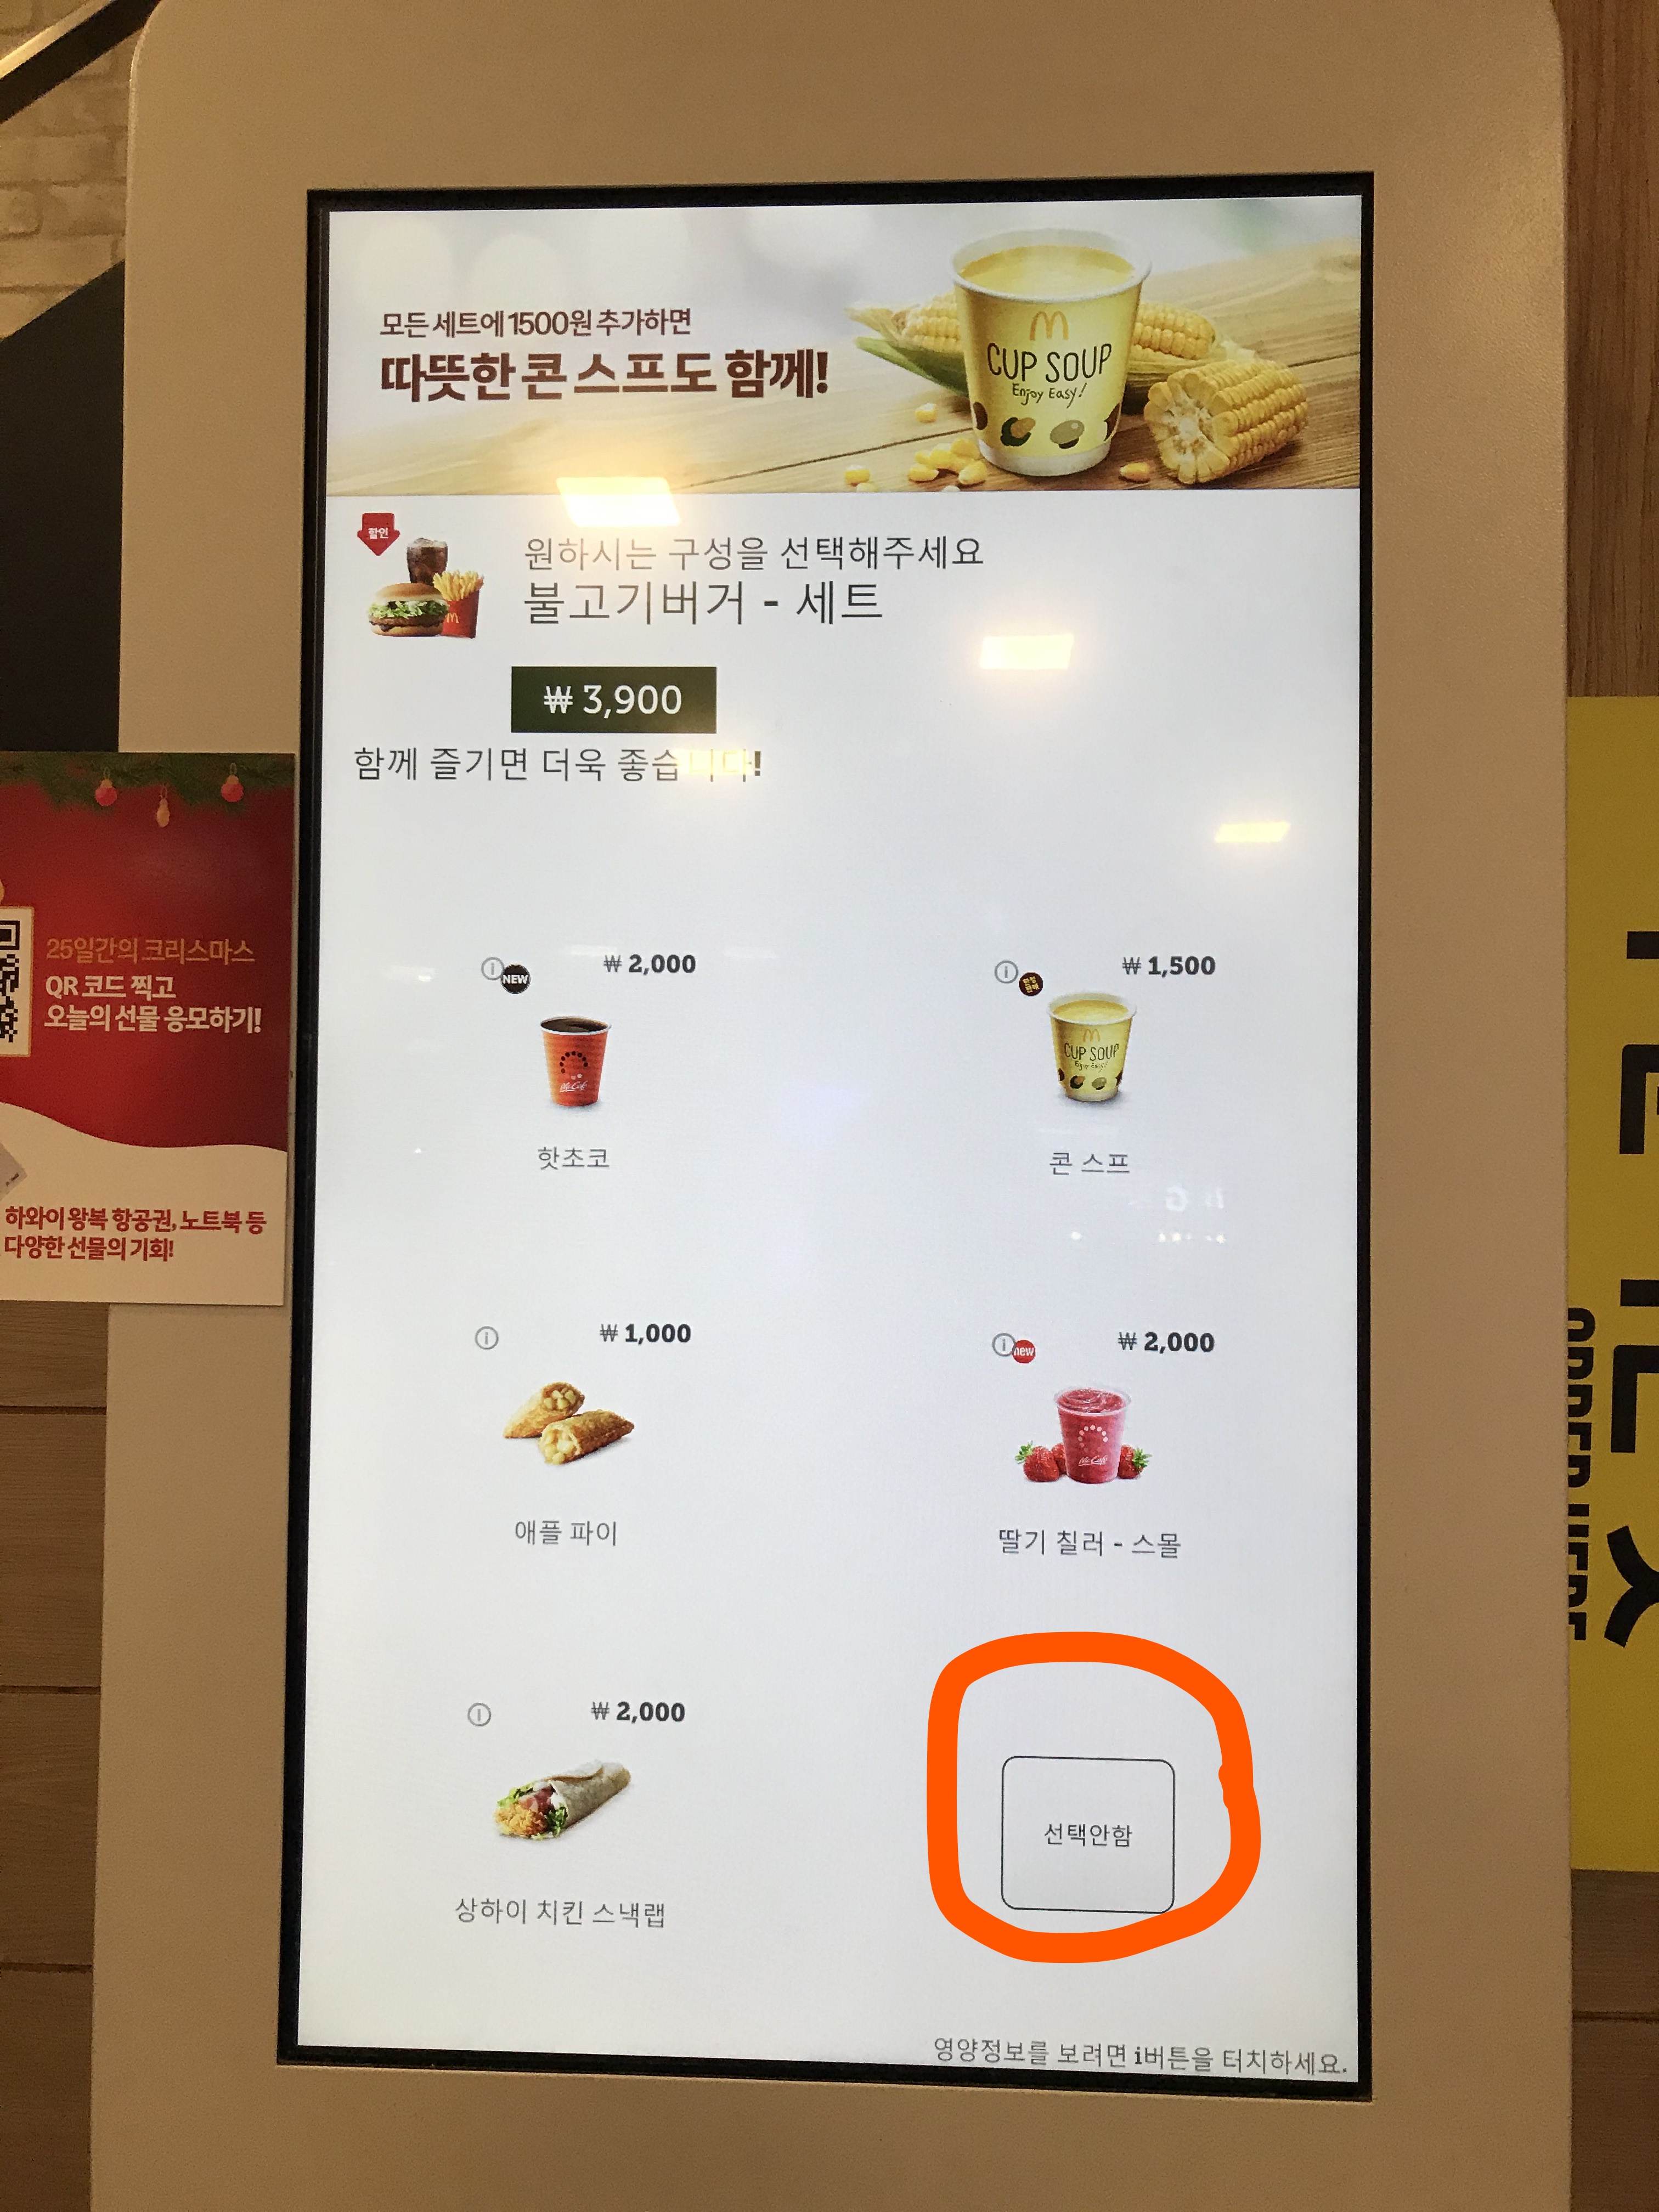 모든 세트에 1500원 추가하면
따뜻한 콘 스프도 함께!
CUP SOUP
Enjoy Easy!
할인
원하시는 구성을 선택해주세요
불고기버거 - 세트
₩ 3,900
함께 즐기면 더욱 좋습니다!
NEW
₩ 2,000
McCafé
핫초코
₩ 1,500
CUP SOUP
Enjoy Easy!
콘 스프
₩ 1,000
애플 파이
new
₩ 2,000
McCafé
딸기 칠러 - 스몰
₩ 2,000
상하이 치킨 스낵랩
선택안함
영양정보를 보려면 i버튼을 터치하세요.
25일간의 크리스마스
QR 코드 찍고
오늘의 선물 응모하기!
하와이 왕복 항공권, 노트북 등
다양한 선물의 기회!
ORDER HERE